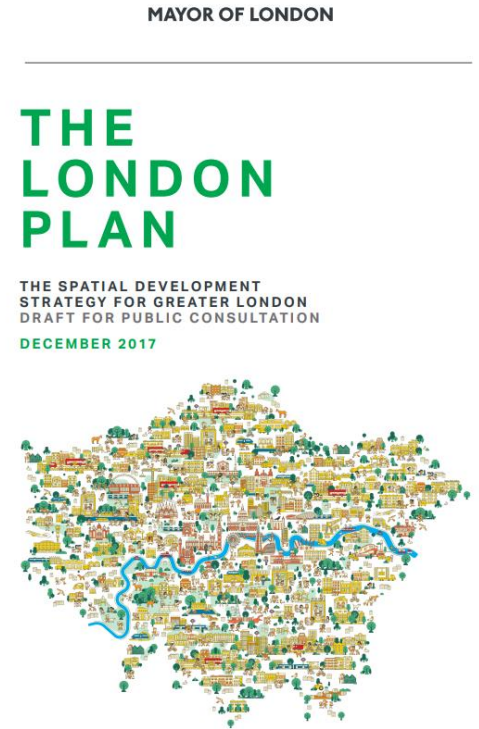 MAYOR OF LONDON
THE
LONDON
PLAN
THE SPATIAL DEVELOPMENT
STRATEGY FOR GREATER LONDON
DRAFT FOR PUBLIC CONSULTATION
DECEMBER 2017